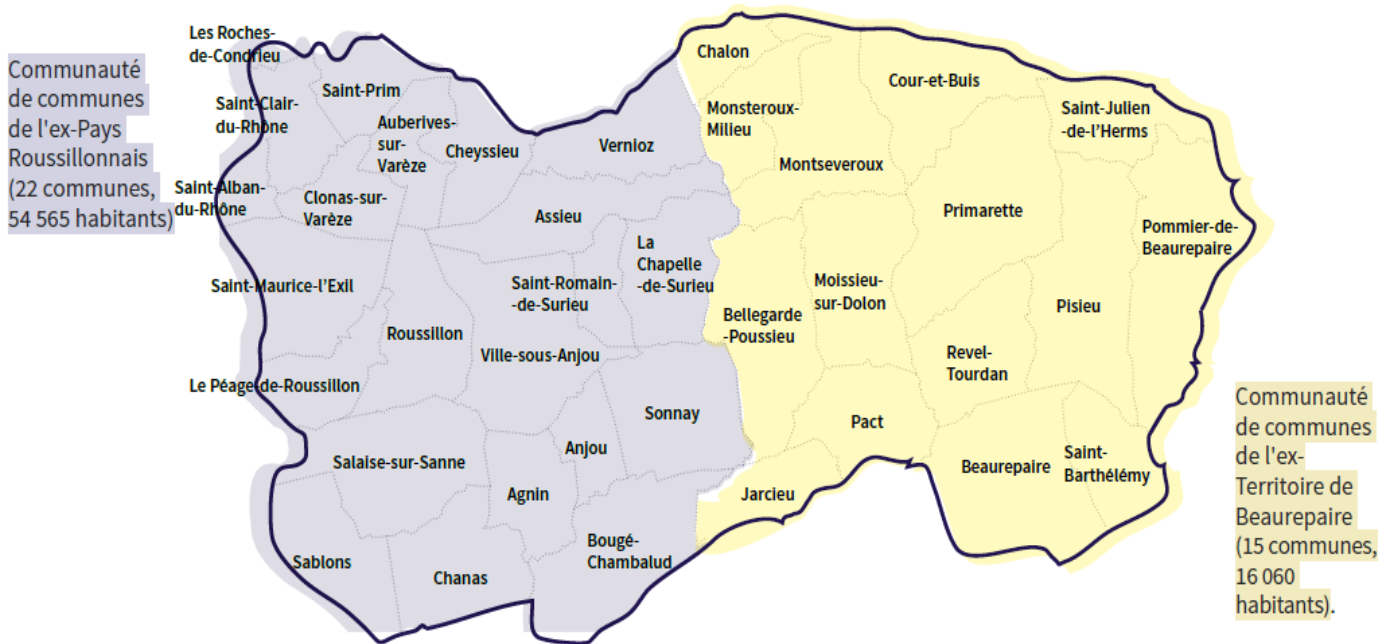 Communauté
de communes
de l'ex-Pays
Roussillonnais
(22 communes,
54 565 habitants)
Les Roches-
de-Condrieu
Saint-Clair-
du-Rhône
Saint-Prim
Auberives-
sur-
Varèze
Cheyssieu
Vernioz
Saint-Alban-
du-Rhône
Clonas-sur-
Varèze
Assieu
La
Chapelle
-de-Surieu
Saint-Maurice-l’Exil
Saint-Romain-
-de-Surieu
Roussillon
Ville-sous-Anjou
Le Péage-de-Roussillon
Sonnay
Anjou
Salaise-sur-Sanne
Agnin
Bougé-
Chambalud
Sablons
Chanas
Chalon
Cour-et-Buis
Monsteroux-
Milieu
Saint-Julien
-de-l’Herms
Montseveroux
Primarette
Pommier-de-
Beaurepaire
Moissieu-
sur-Dolon
Bellegarde
-Poussieu
Pisieu
Revel-
Tourdan
Pact
Beaurepaire
Saint-
Barthélémy
Jarcieu
Communauté
de communes
de l'ex-
Territoire de
Beaurepaire
(15 communes,
16 060
habitants).